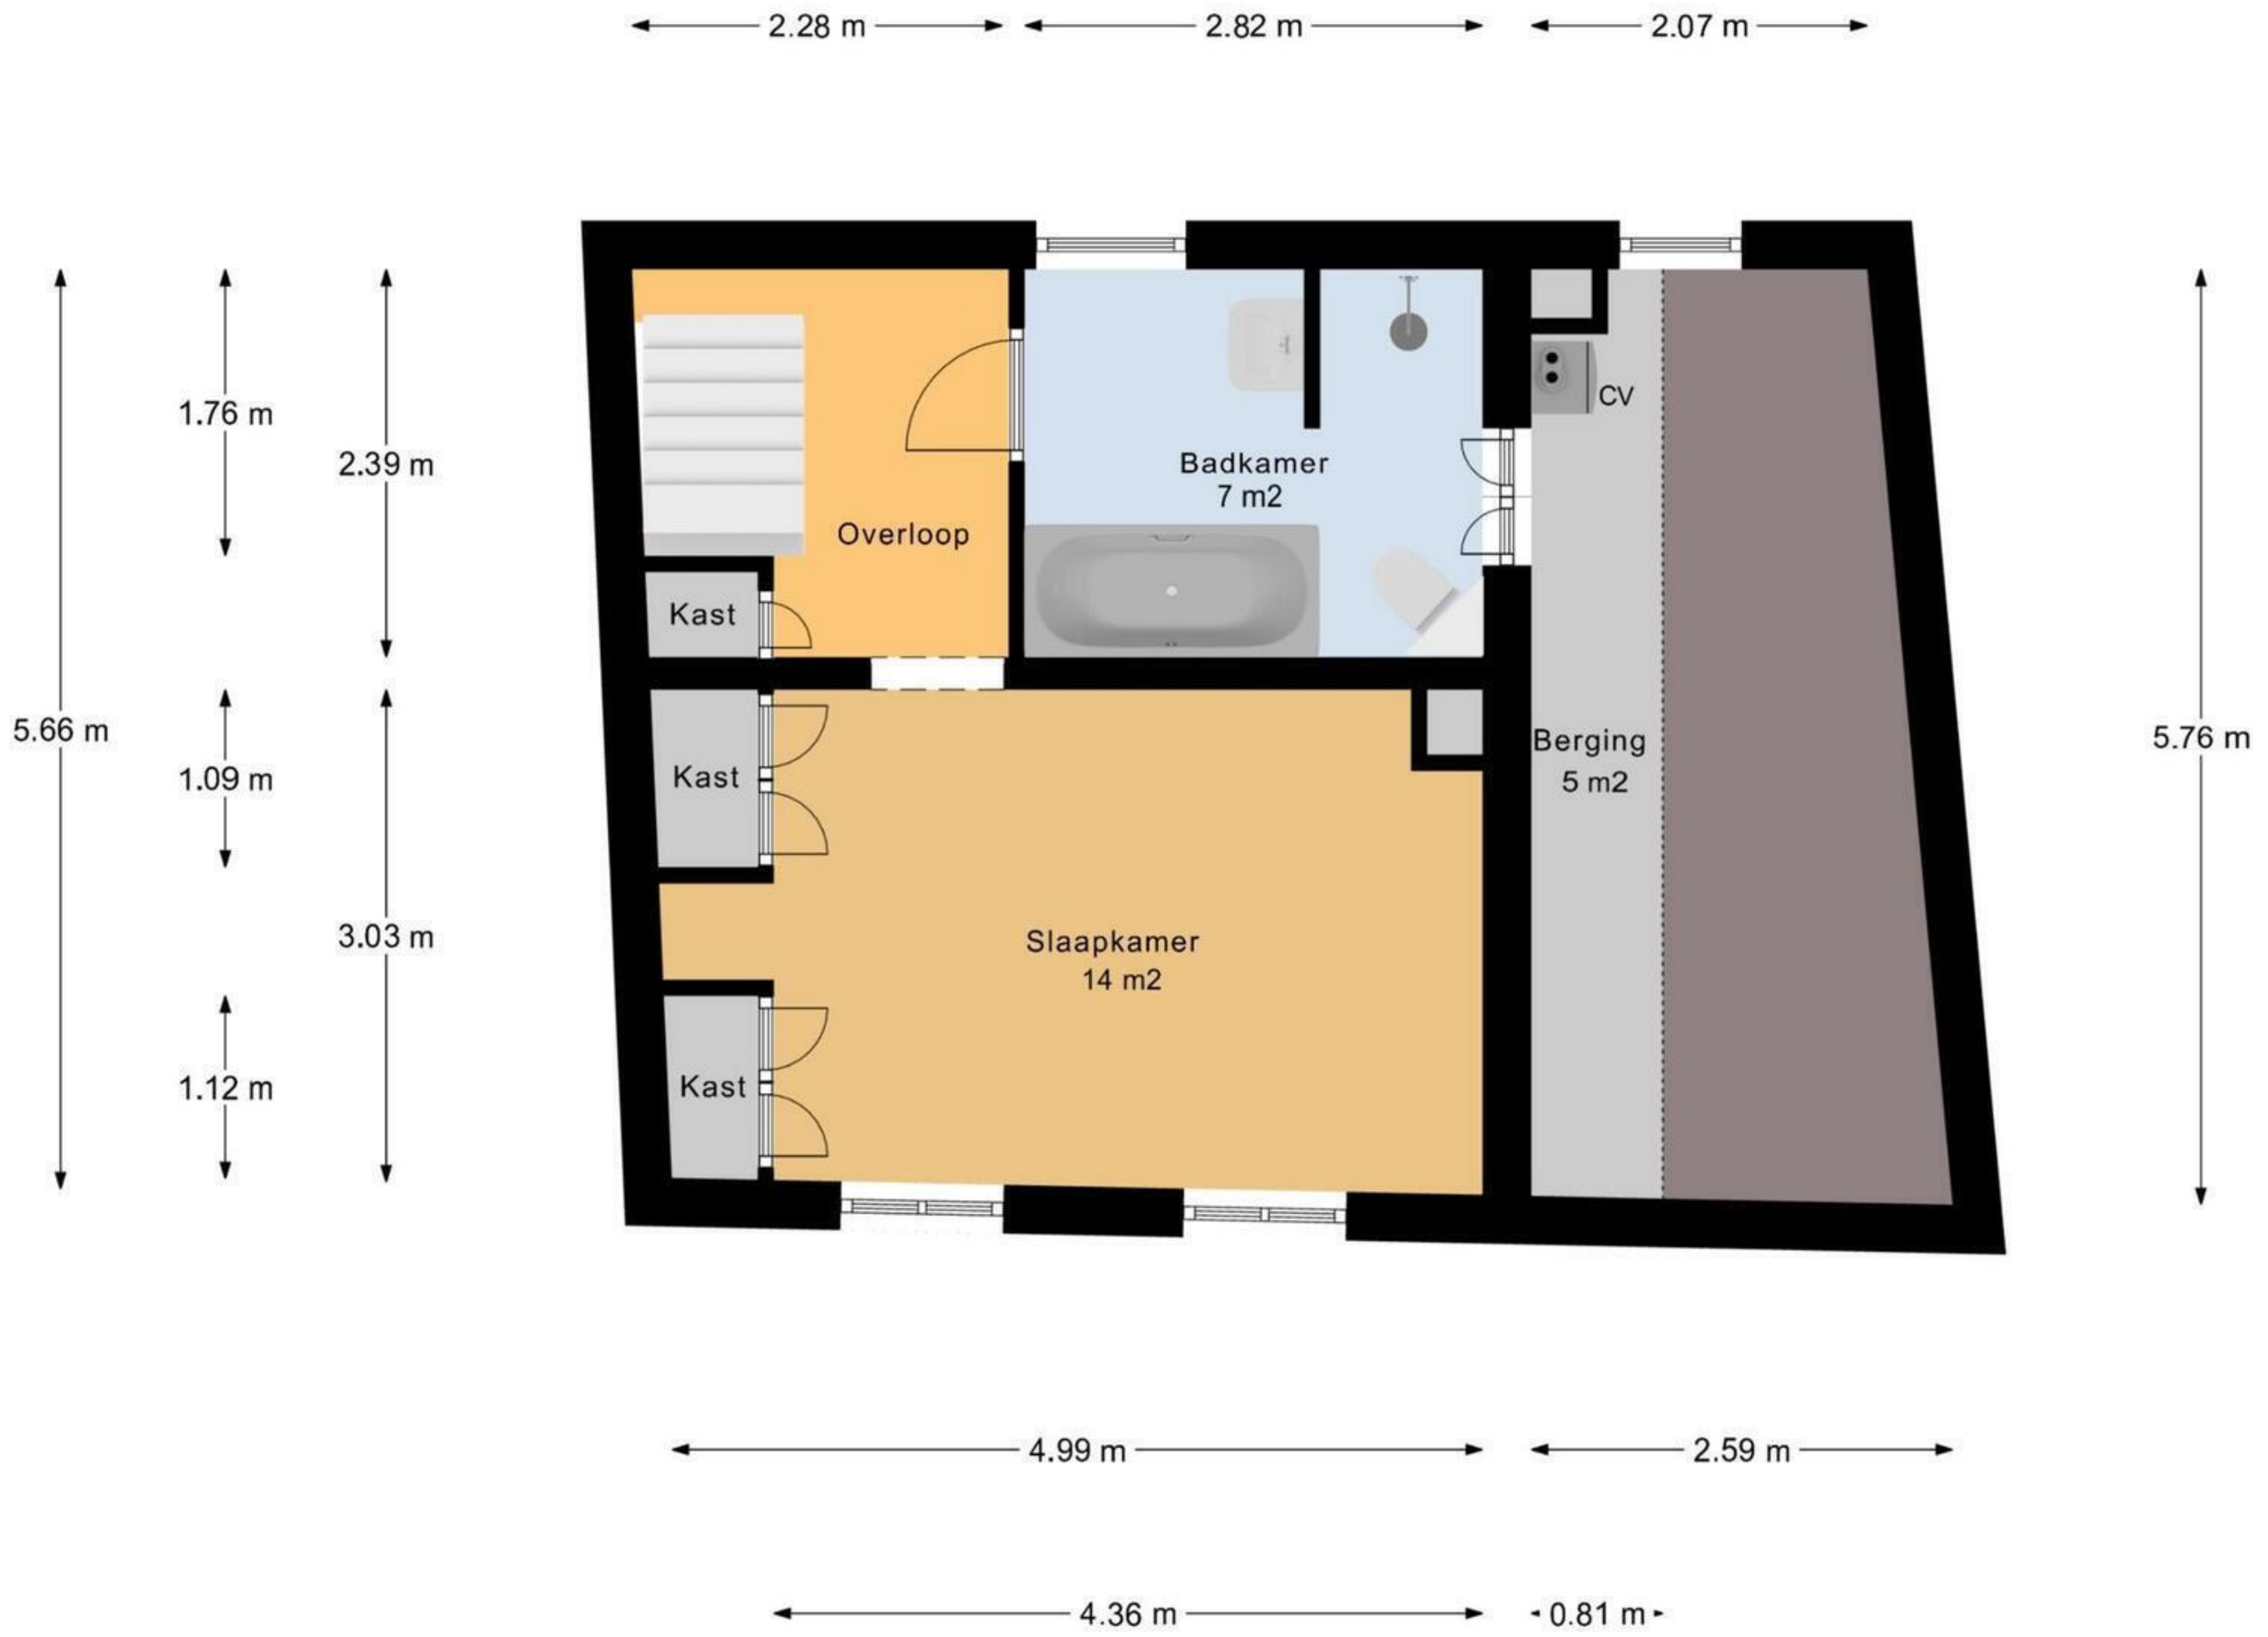 2.28 m
2.82 m
2.07 m
1.76 m
CV
2.39 m
Badkamer
7 m2
Overloop
Kast
5.66 m
Berging
5 m2
5.76 m
1.09 m
Kast
3.03 m
Slaapkamer
14 m2
1.12 m
Kast
4.99 m
2.59 m
4.36 m
0.81 m